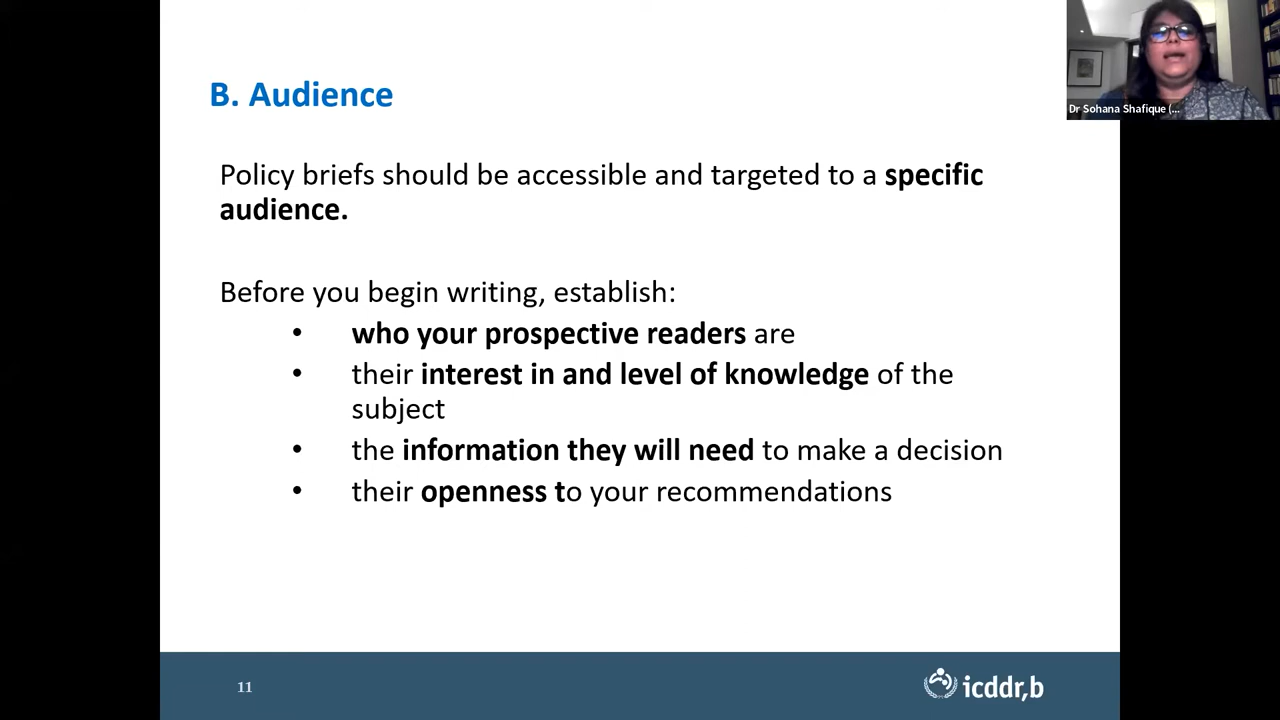 B. Audience
Dr Sohana Shafique (...
Policy briefs should be accessible and targeted to a specific
audience.
Before you begin writing, establish:
• who your prospective readers are
• their interest in and level of knowledge of the
subject
• the information they will need to make a decision
• their openness to your recommendations
11
icddr,b